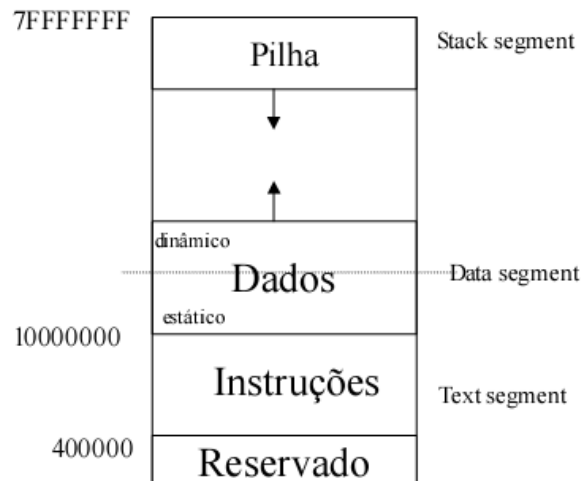 7FFFFFFF
Pilha
Stack segment
dinâmico
Dados
Data segment
estático
10000000
Instruções
Text segment
400000
Reservado